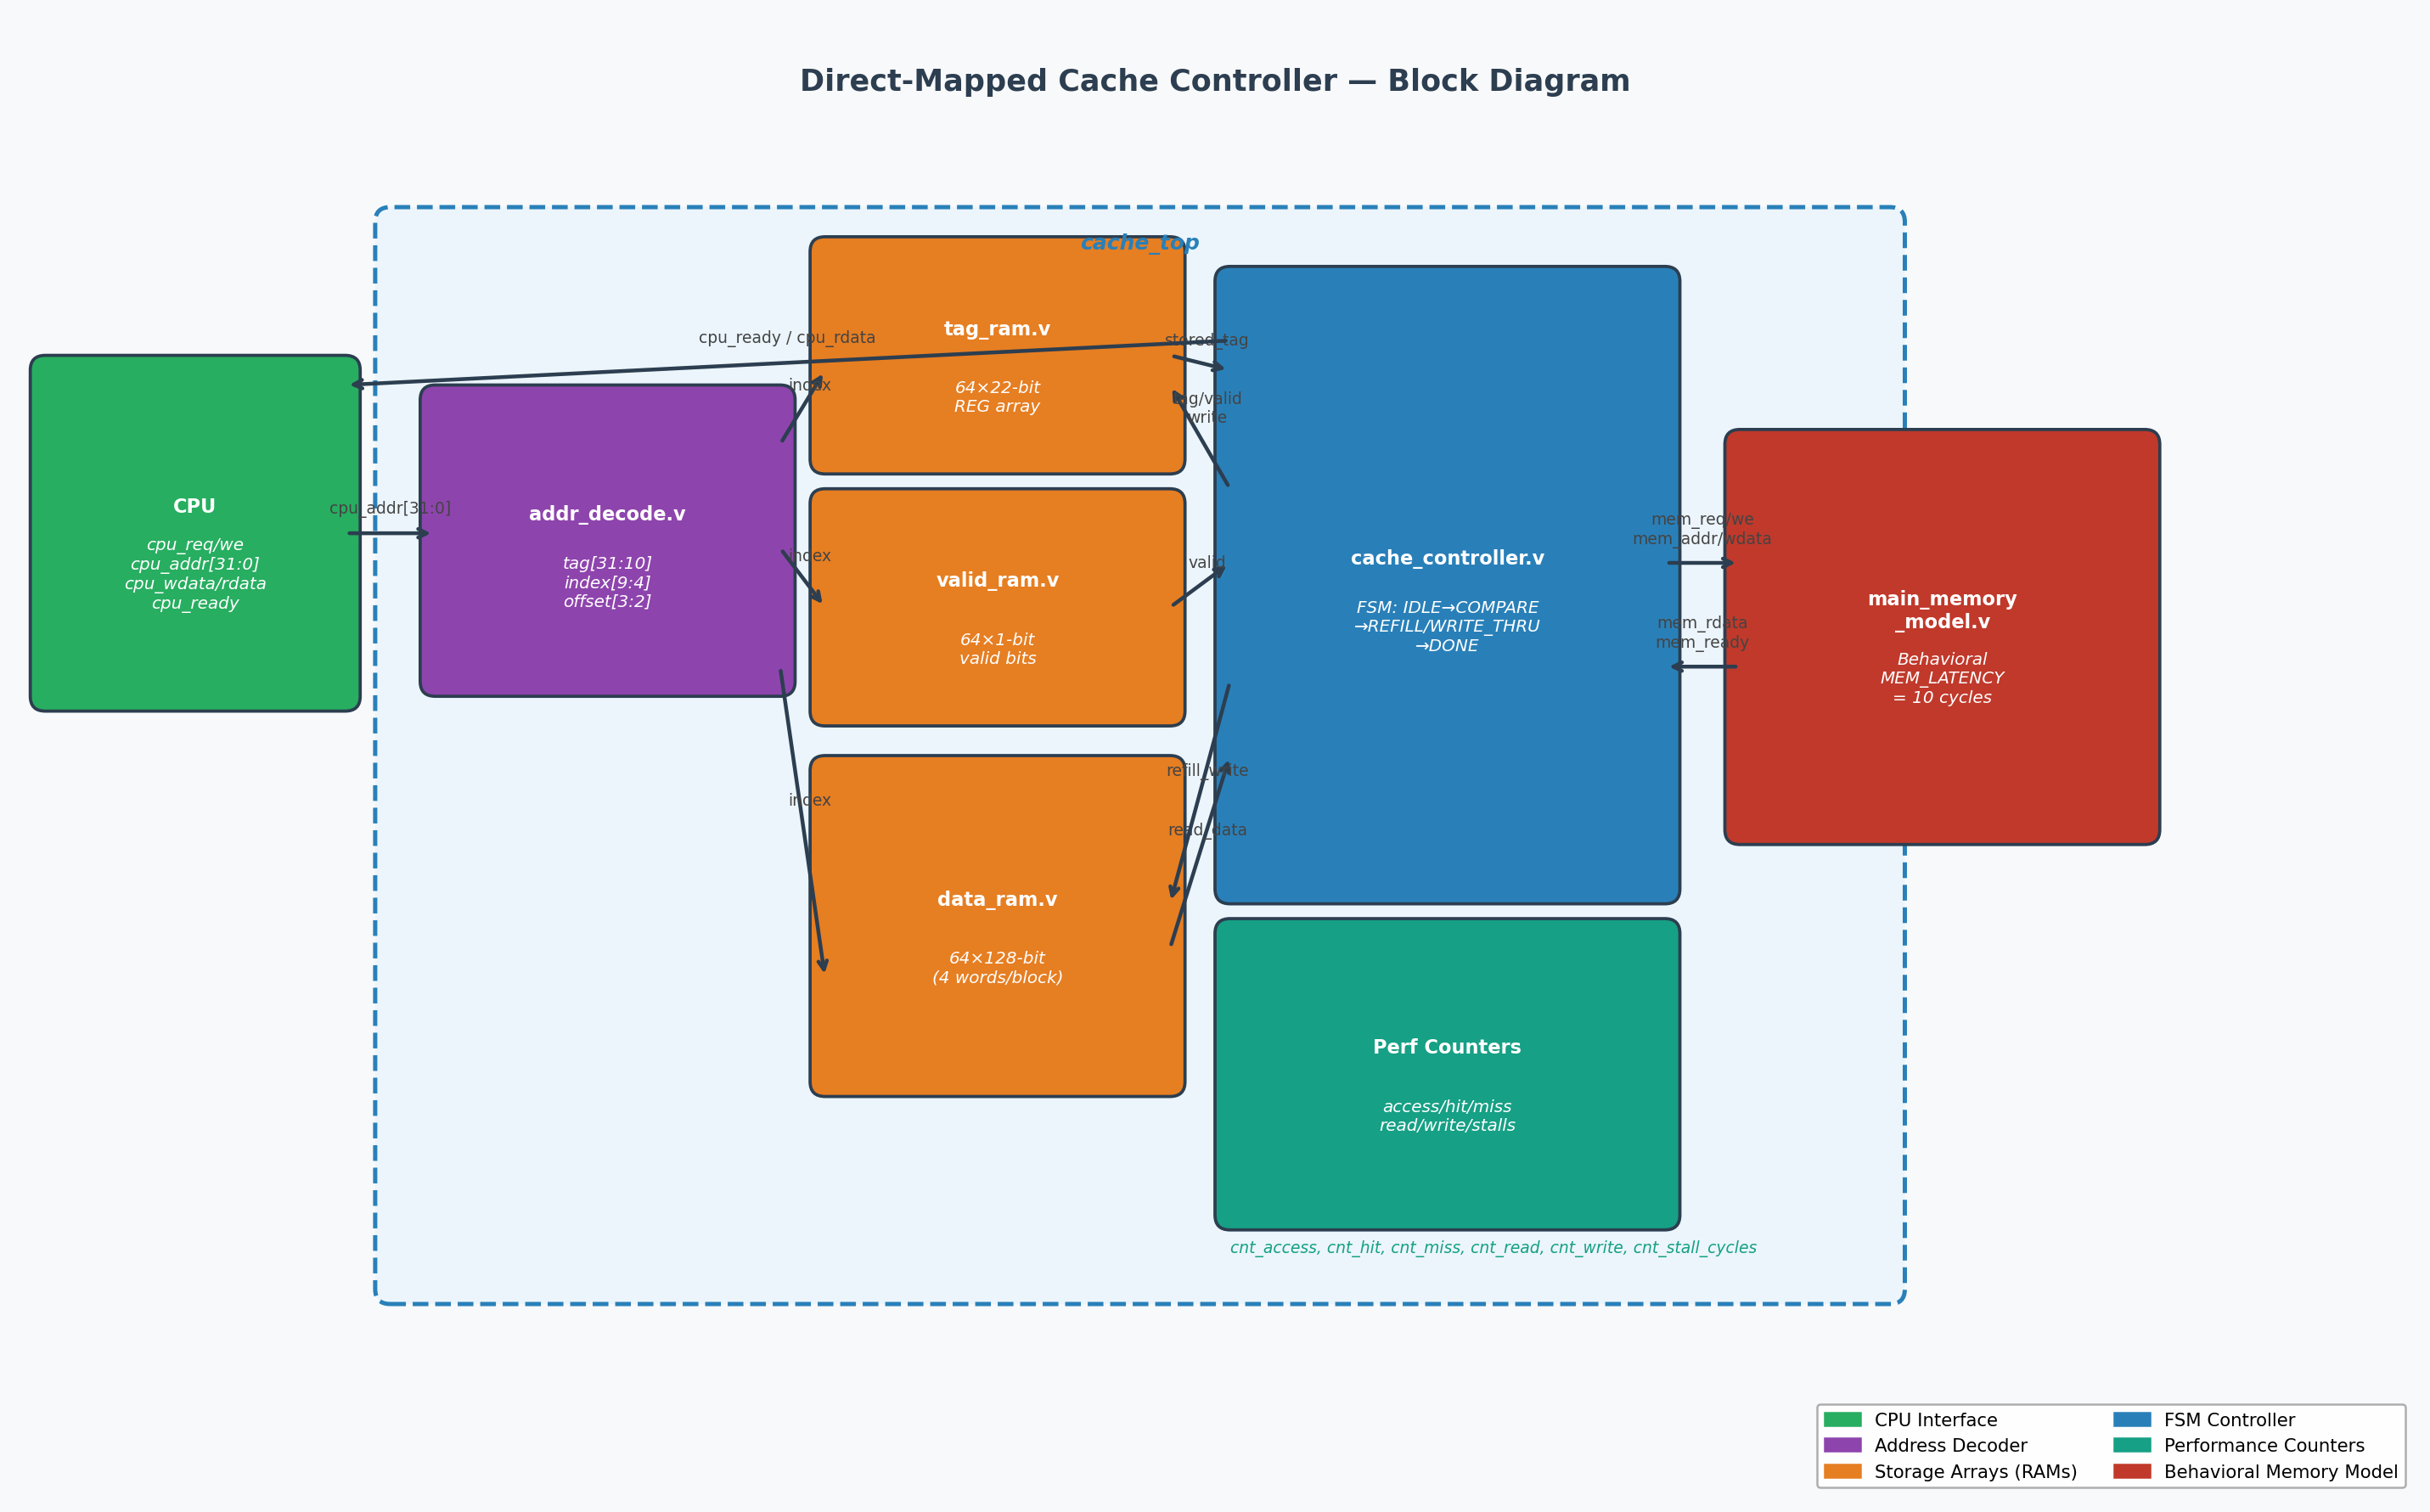 Direct-Mapped Cache Controller — Block Diagram
cache_top
cpu_ready / cpu_rdata
CPU
cpu_req/we
cpu_addr[31:0]
cpu_wdata/rdata
cpu_ready
cpu_addr[31:0]
addr_decode.v
tag[31:10]
index[9:4]
offset[3:2]
index
index
index
tag_ram.v
64×22-bit
REG array
valid_ram.v
64×1-bit
valid bits
data_ram.v
64×128-bit
(4 words/block)
stored_tag
tag/valid
write
valid
refill_write
read_data
cache_controller.v
FSM: IDLE→COMPARE
→REFILL/WRITE_THRU
→DONE
mem_req/we
mem_addr/wdata
mem_rdata
mem_ready
main_memory
_model.v
Behavioral
MEM_LATENCY
= 10 cycles
Perf Counters
access/hit/miss
read/write/stalls
cnt_access, cnt_hit, cnt_miss, cnt_read, cnt_write, cnt_stall_cycles
CPU Interface
Address Decoder
Storage Arrays (RAMs)
FSM Controller
Performance Counters
Behavioral Memory Model